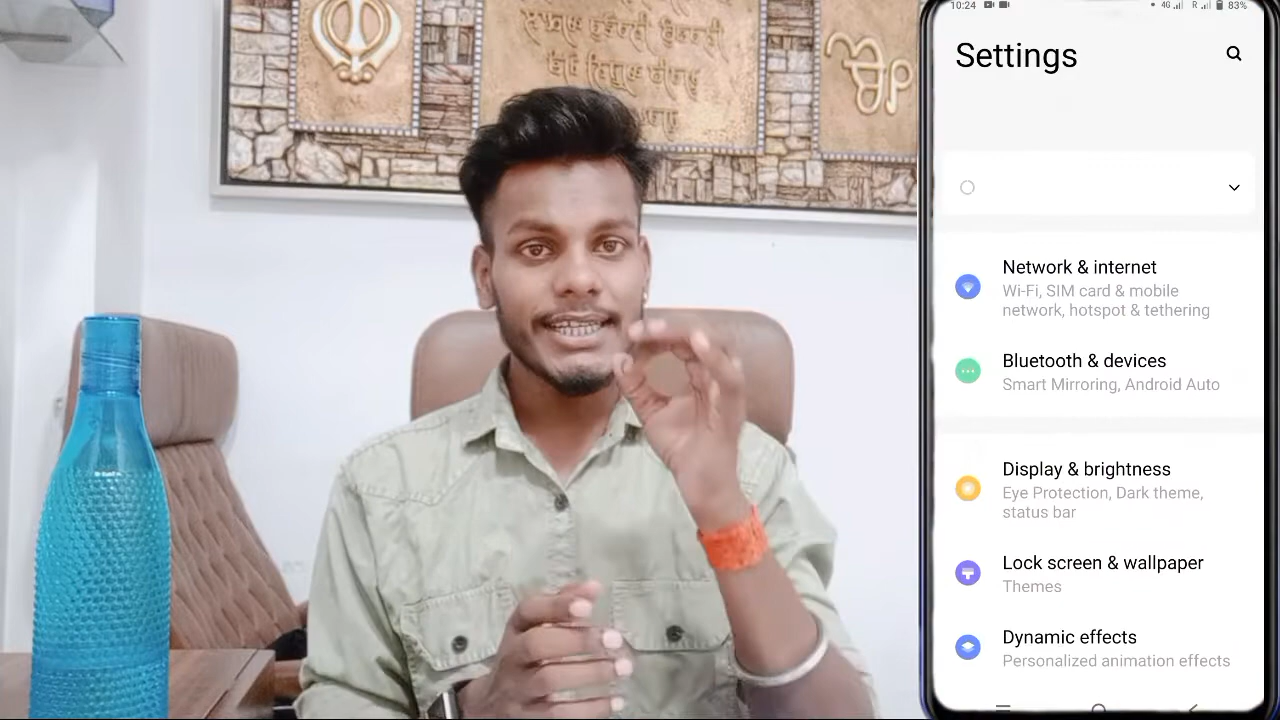 10:24
4G R 83%
Settings
Network & internet
Wi-Fi, SIM card & mobile
network, hotspot & tethering
Bluetooth & devices
Smart Mirroring, Android Auto
Display & brightness
Eye Protection, Dark theme,
status bar
Lock screen & wallpaper
Themes
Dynamic effects
Personalized animation effects